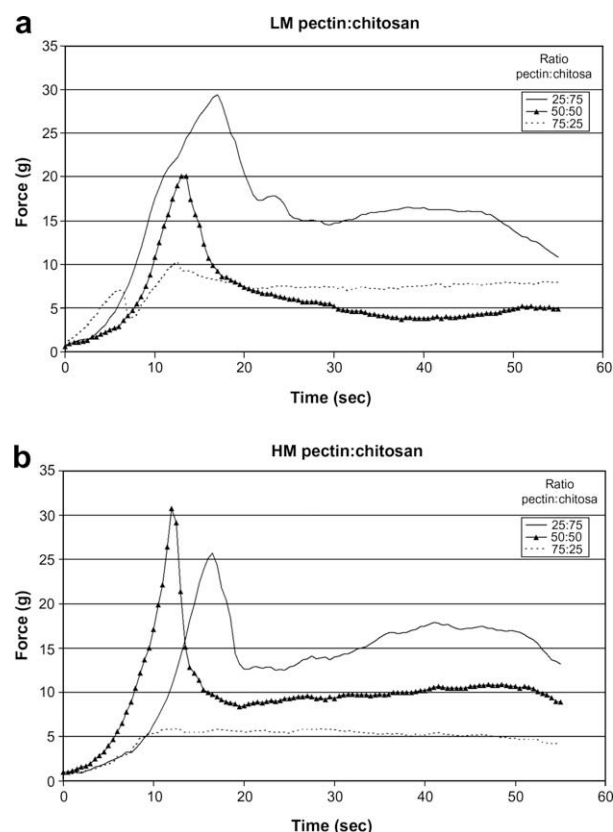 a
LM pectin:chitosan
Ratio
pectin:chitosa
25:75
50:50
75:25
35
30
25
20
15
10
5
0
Force (g)
0 10 20 30 40 50 60
Time (sec)
b
HM pectin:chitosan
Ratio
pectin:chitosa
25:75
50:50
75:25
35
30
25
20
15
10
5
0
Force (g)
0 10 20 30 40 50 60
Time (sec)